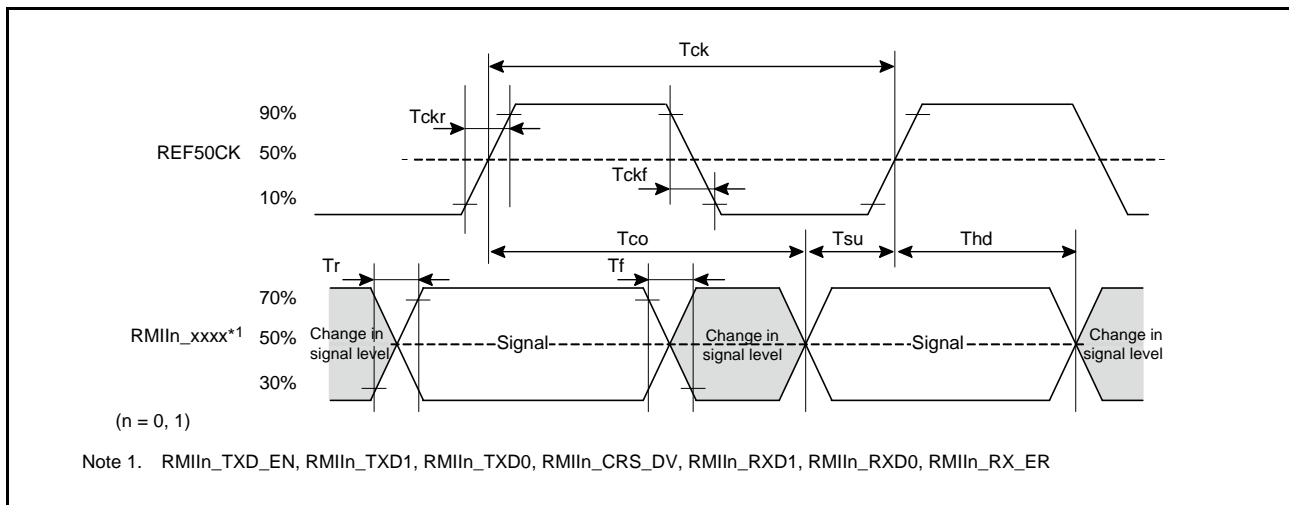 Tck
90%
Tckr
REF50CK 50%
Tckf
10%
Tco Tsu Thd
Tr Tf
70%
RMIIn_xxxx*1 50% Change in signal level Signal Change in signal level Signal Change in signal level
30%
(n = 0, 1)
Note 1. RMIIn_TXD_EN, RMIIn_TXD1, RMIIn_TXD0, RMIIn_CRS_DV, RMIIn_RXD1, RMIIn_RXD0, RMIIn_RX_ER